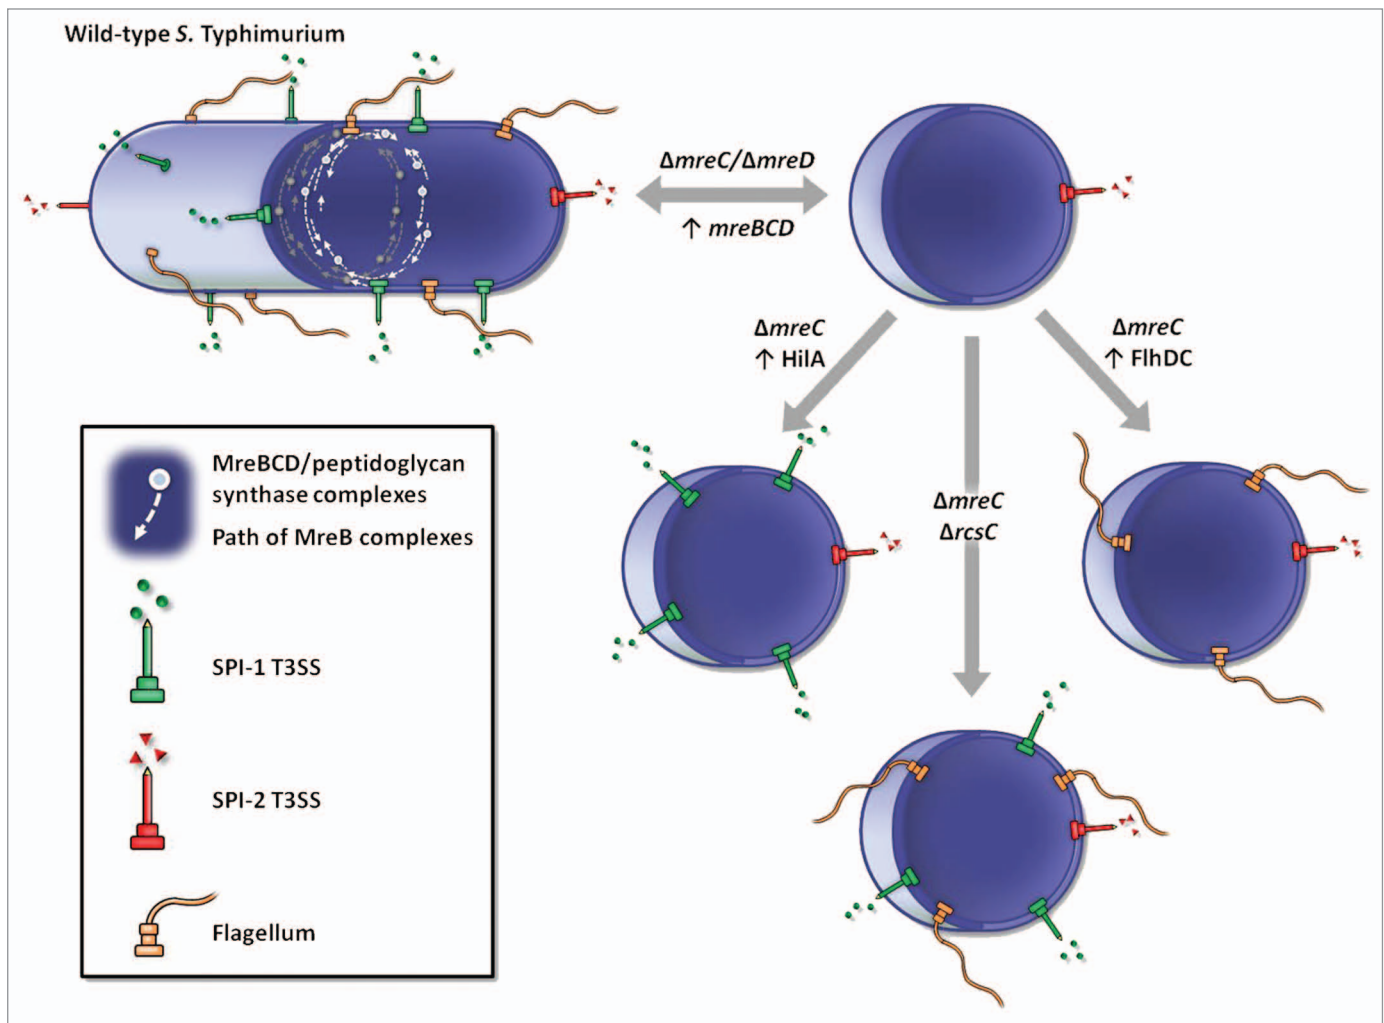 Wild-type S. Typhimurium
ΔmreC/ΔmreD
↑ mreBCD
ΔmreC
↑ HilA
ΔmreC
↑ FlhDC
ΔmreC
ΔrcsC
MreBCD/peptidoglycan
synthase complexes
Path of MreB complexes
SPI-1 T3SS
SPI-2 T3SS
Flagellum